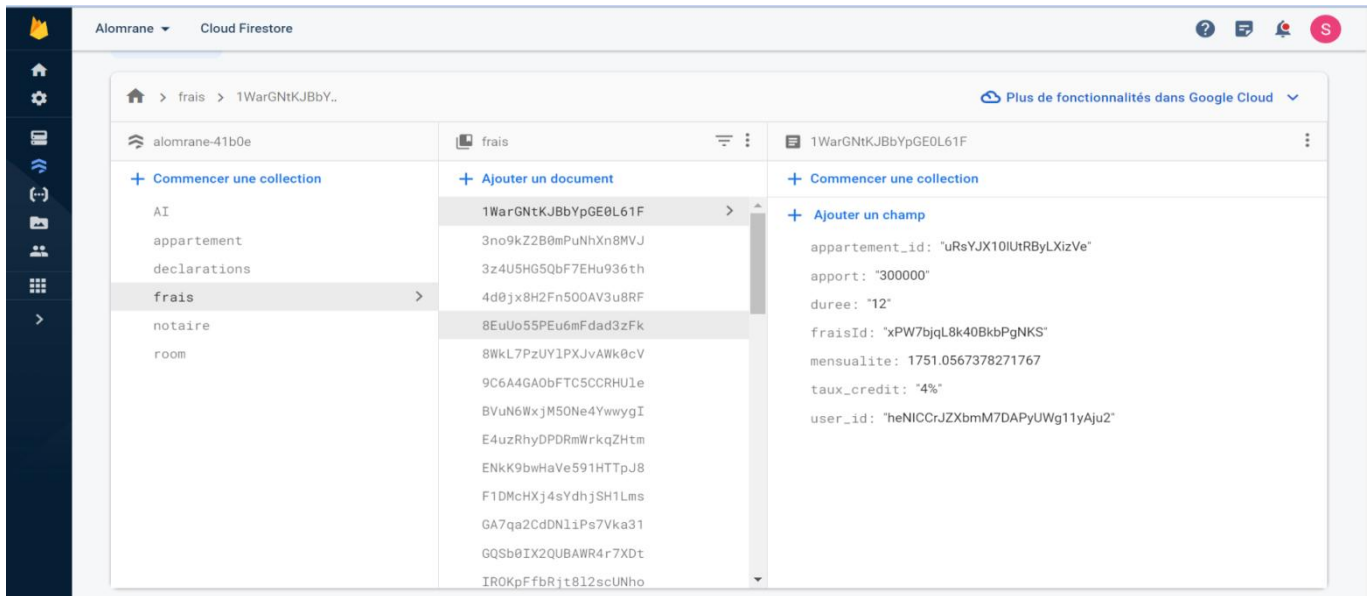 Alomrane
Cloud Firestore
S
> frais > 1WarGNtKJBbY..
Plus de fonctionnalités dans Google Cloud
alomrane-41b0e
+ Commencer une collection
AI
appartement
declarations
frais
notaire
room
frais
+ Ajouter un document
1WarGNtKJBbYpGE0L61F
3no9kZ2B0mPuNhXn8MVJ
3z4U5HG5QbF7EHu936th
4d0jx8H2Fn5OOAV3u8RF
8EuUo55PEu6mFdad3zFk
8WkL7PzUYlPXJvAWk0cV
9C6A4GAObFTC5CCRHUle
BVuN6WxjM5ONe4YwwygI
E4uzRhyDPDRmWrkqZHtm
ENkK9bwHaVe591HTTpJ8
F1DMcHXj4sYdhjSH1Lms
GA7qa2CdDNliPs7Vka31
GQSb0IX2QUBAWR4r7XDt
IROKpFfbRjt8l2scUNho
1WarGNtKJBbYpGE0L61F
+ Commencer une collection
+ Ajouter un champ
appartement_id: "uRsYJX10lUtRByLXizVe"
apport: "300000"
duree: "12"
fraisId: "xPW7bjqL8k40BkbPgNKS"
mensualite: 1751.0567378271767
taux_credit: "4%"
user_id: "heNICCrJZXbmM7DAPyUWg11yAju2"